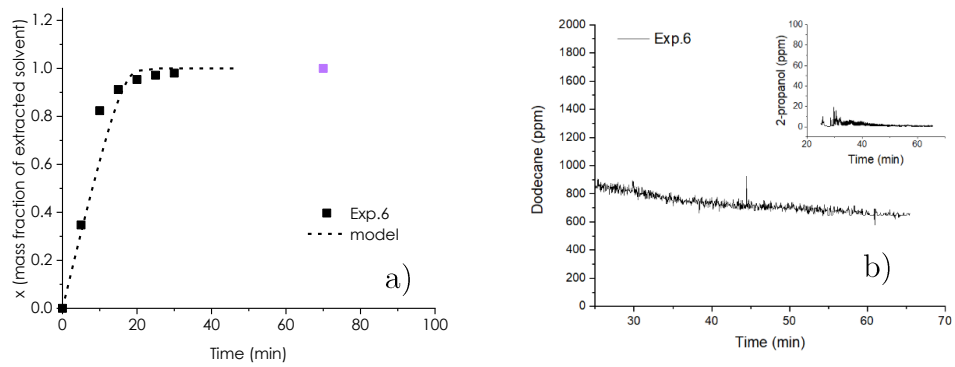 1.2
1.0
0.8
0.6
0.4
0.2
0.0
x (mass fraction of extracted solvent)
Exp.6
model
a)
0 20 40 60 80 100
Time (min)
2000
1800
1600
1400
1200
1000
800
600
400
200
0
Dodecane (ppm)
Exp.6
100
80
60
40
20
0
2-propanol (ppm)
20 40 60
Time (min)
b)
30 40 50 60 70
Time (min)